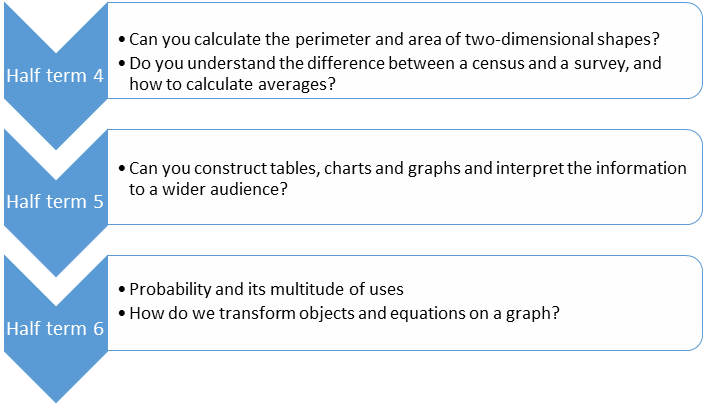 Half term 4
• Can you calculate the perimeter and area of two-dimensional shapes?
• Do you understand the difference between a census and a survey, and
how to calculate averages?
Half term 5
• Can you construct tables, charts and graphs and interpret the information
to a wider audience?
Half term 6
• Probability and its multitude of uses
• How do we transform objects and equations on a graph?